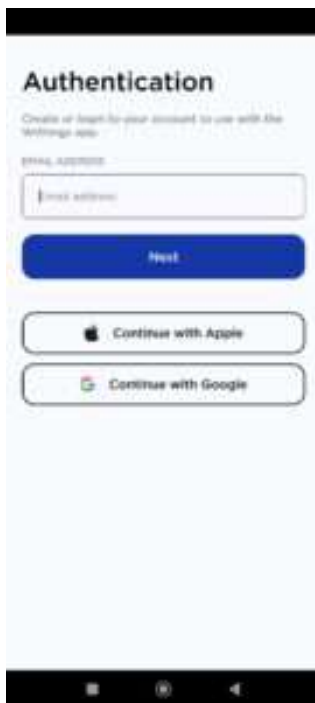 Authentication
Create or login to your account to use with the
Withings app.
EMAIL ADDRESS
Email address
Next
Continue with Apple
Continue with Google